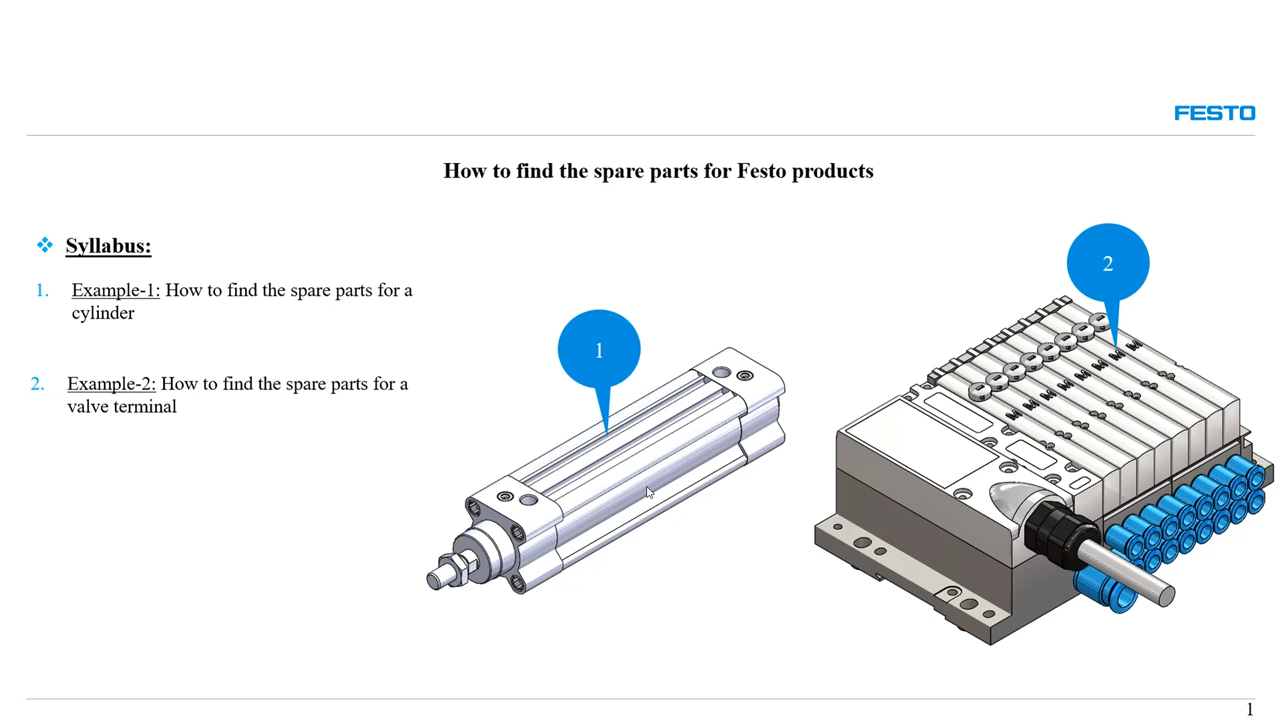 FESTO
How to find the spare parts for Festo products
❖ Syllabus:
1. Example-1: How to find the spare parts for a
cylinder
2. Example-2: How to find the spare parts for a
valve terminal
1
2
1